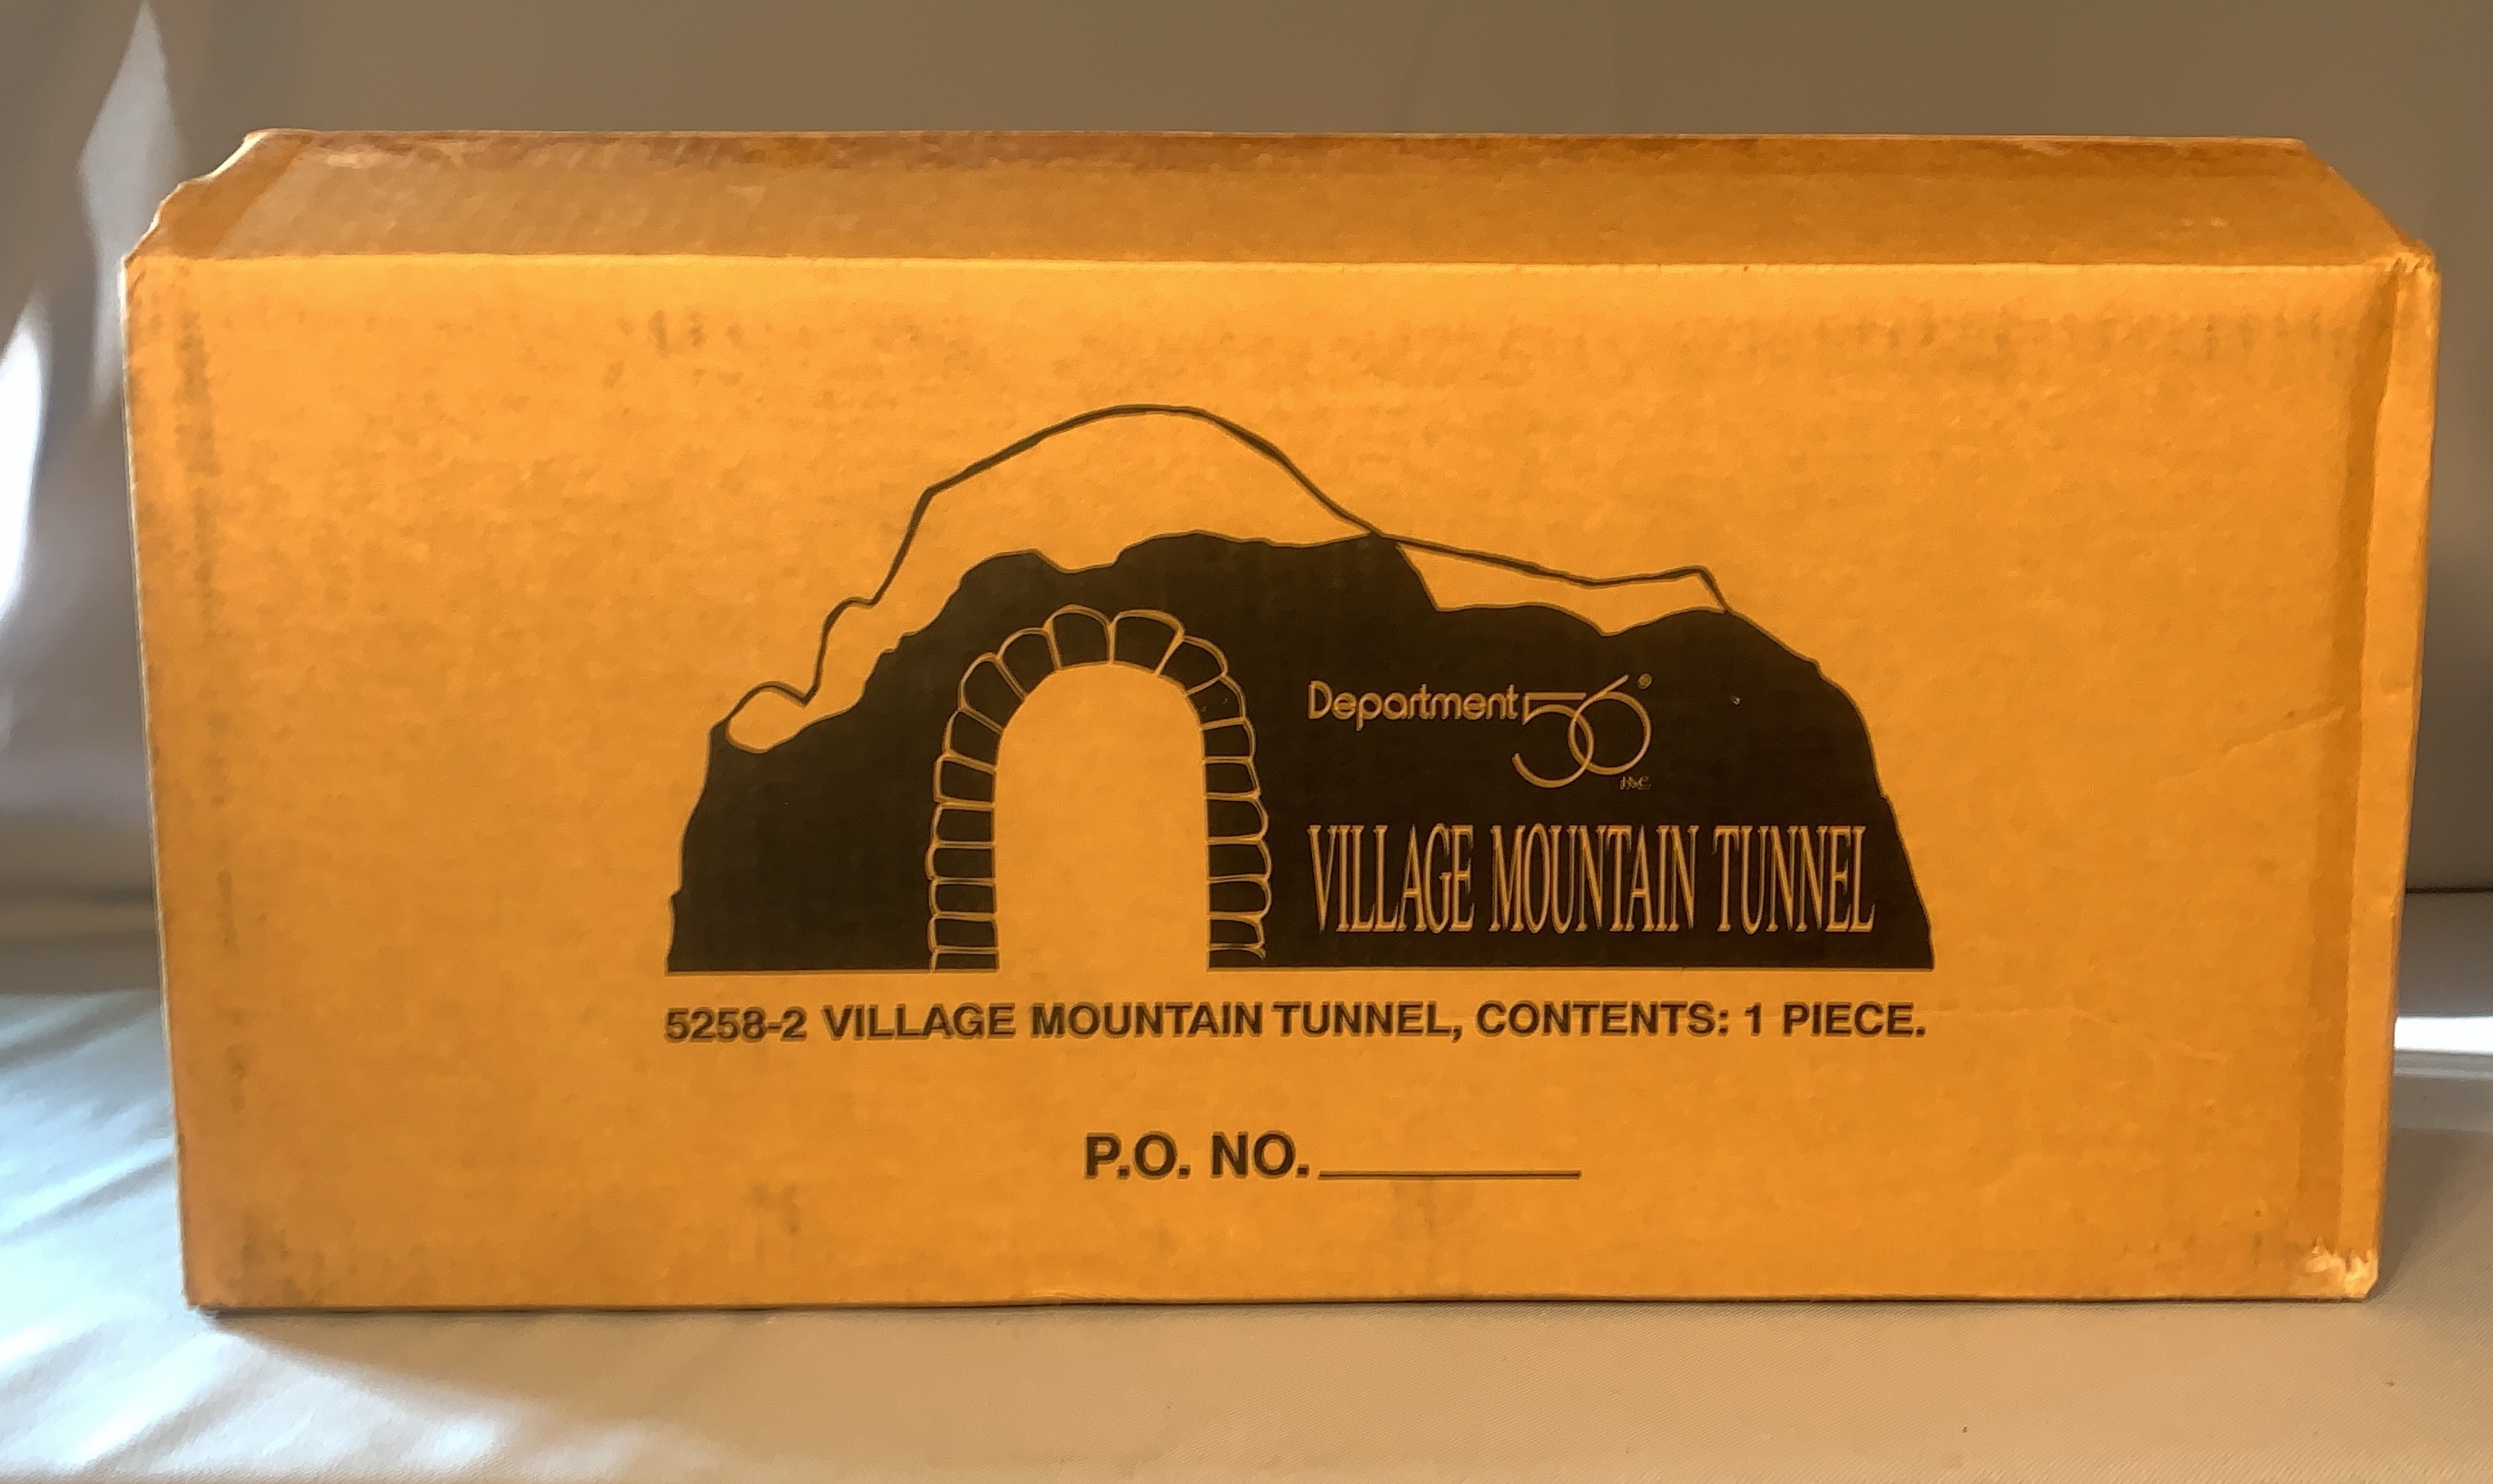 Department 56®
INC.
VILLAGE MOUNTAIN TUNNEL
5258-2 VILLAGE MOUNTAIN TUNNEL, CONTENTS: 1 PIECE.
P.O. NO.